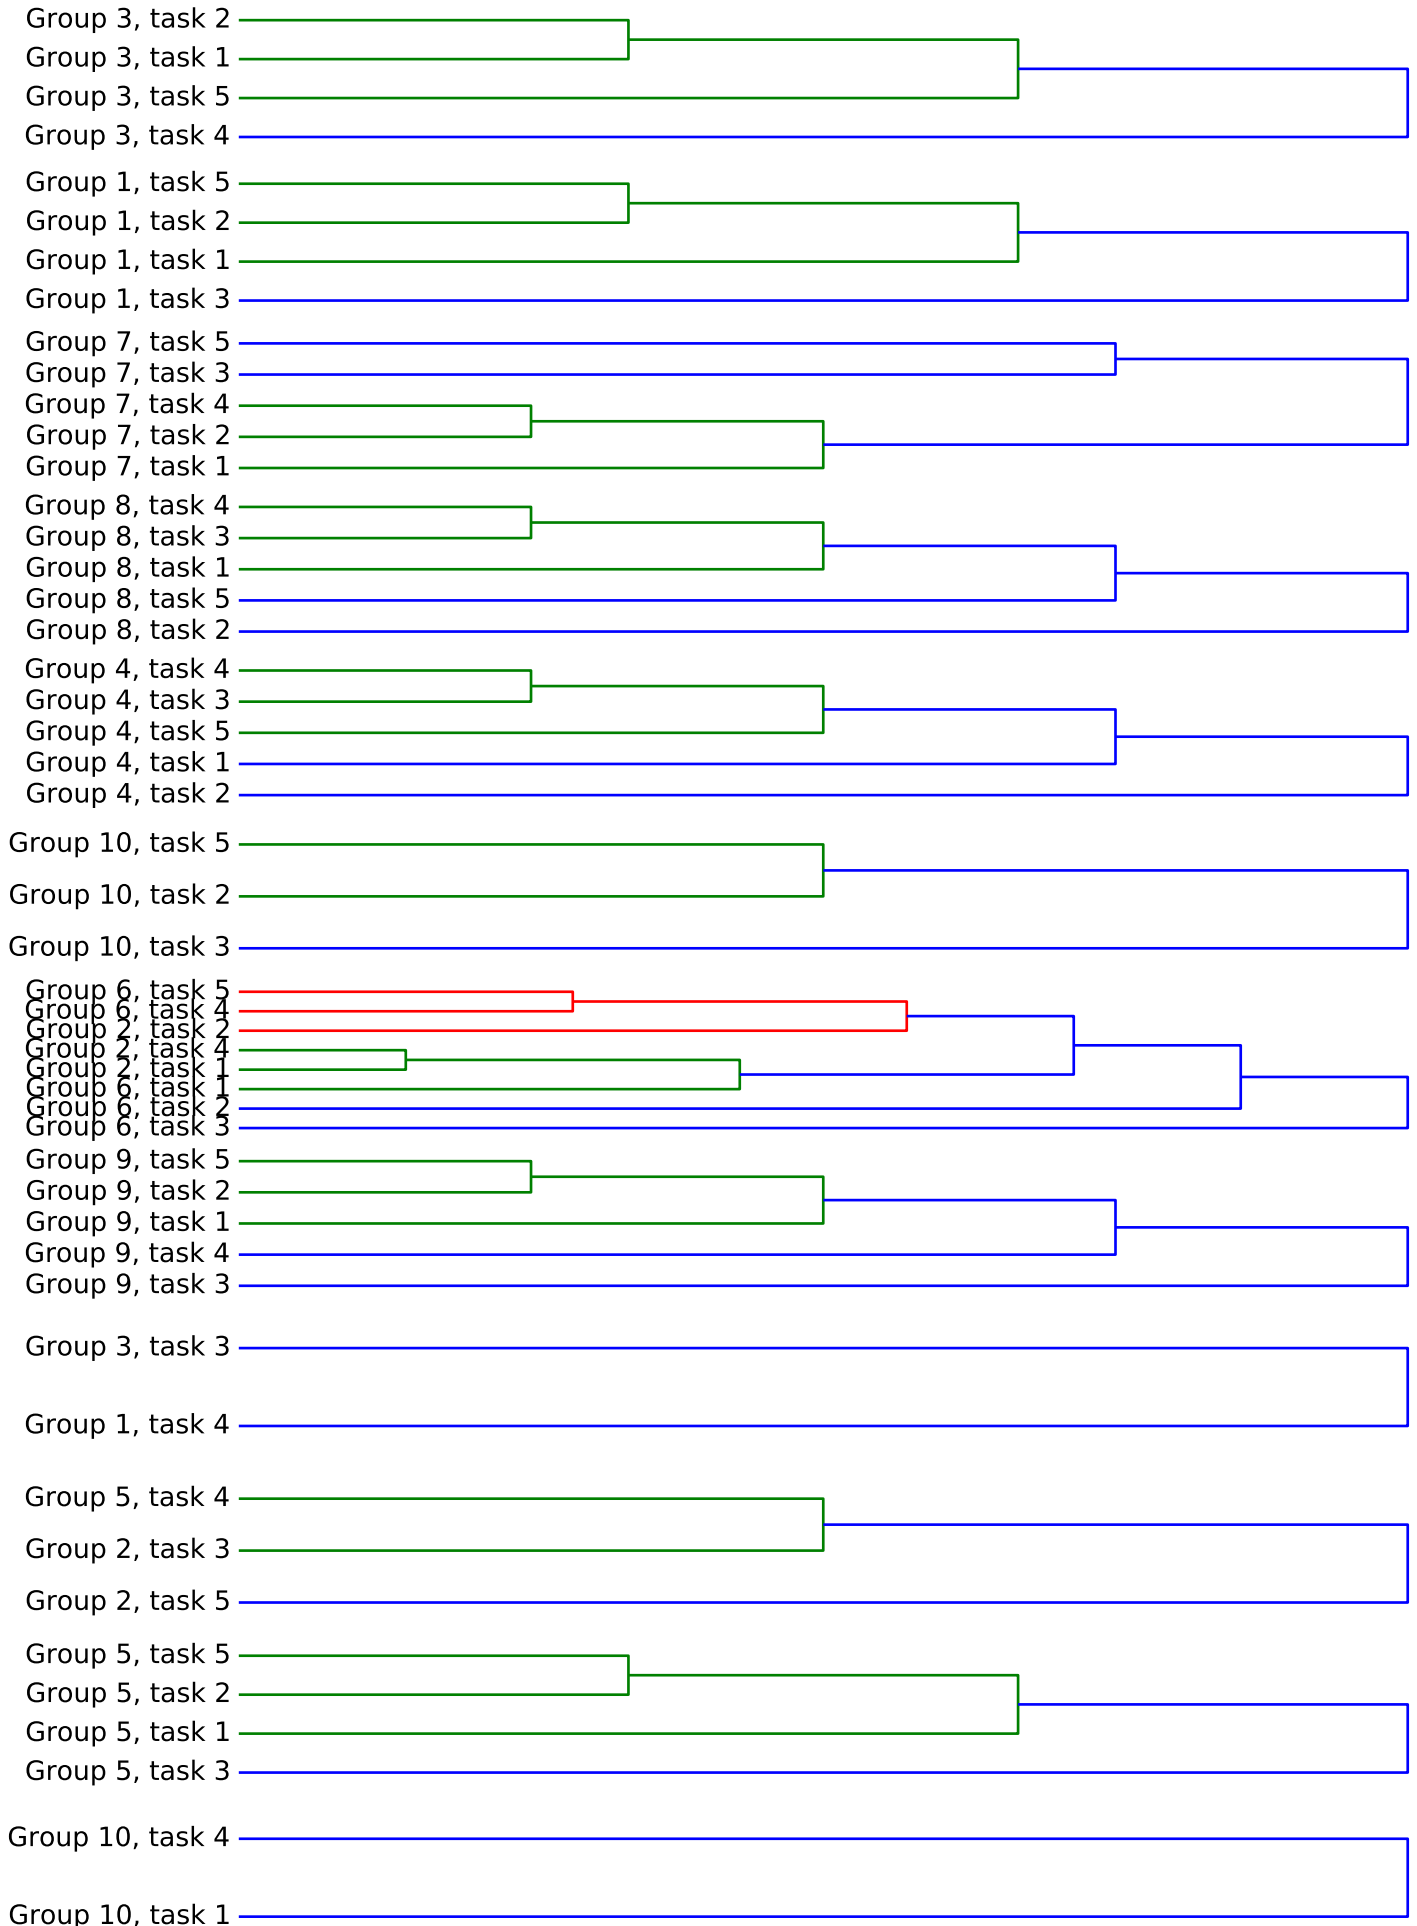 Group 3, task 2
Group 3, task 1
Group 3, task 5
Group 3, task 4
Group 1, task 5
Group 1, task 2
Group 1, task 1
Group 1, task 3
Group 7, task 5
Group 7, task 3
Group 7, task 4
Group 7, task 2
Group 7, task 1
Group 8, task 4
Group 8, task 3
Group 8, task 1
Group 8, task 5
Group 8, task 2
Group 4, task 4
Group 4, task 3
Group 4, task 5
Group 4, task 1
Group 4, task 2
Group 10, task 5
Group 10, task 2
Group 10, task 3
Group 6, task 5
Group 6, task 4
Group 2, task 2
Group 2, task 4
Group 2, task 1
Group 6, task 1
Group 6, task 2
Group 6, task 3
Group 9, task 5
Group 9, task 2
Group 9, task 1
Group 9, task 4
Group 9, task 3
Group 3, task 3
Group 1, task 4
Group 5, task 4
Group 2, task 3
Group 2, task 5
Group 5, task 5
Group 5, task 2
Group 5, task 1
Group 5, task 3
Group 10, task 4
Group 10, task 1